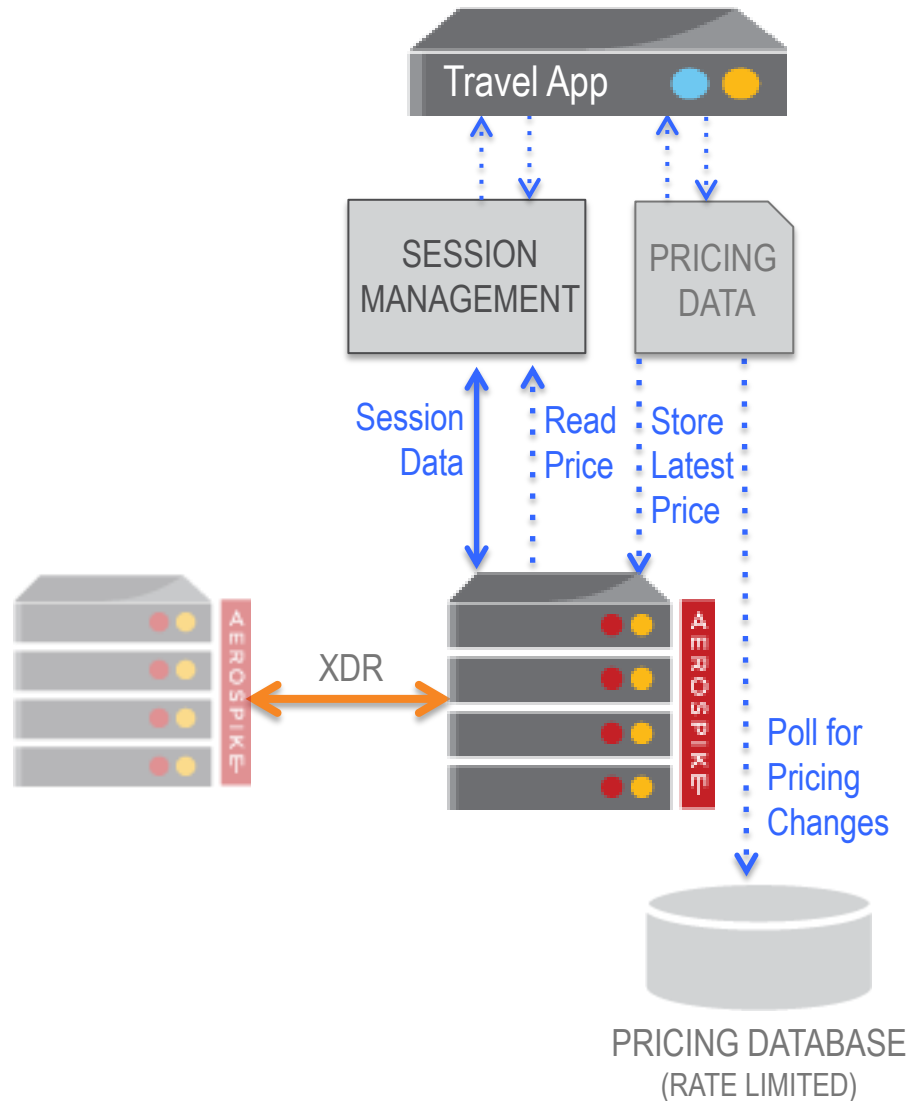 Travel App
SESSION
MANAGEMENT
PRICING
DATA
Session
Data
Read
Price
Store
Latest
Price
AEROSPIKE
XDR
AEROSPIKE
Poll for
Pricing
Changes
PRICING DATABASE
(RATE LIMITED)